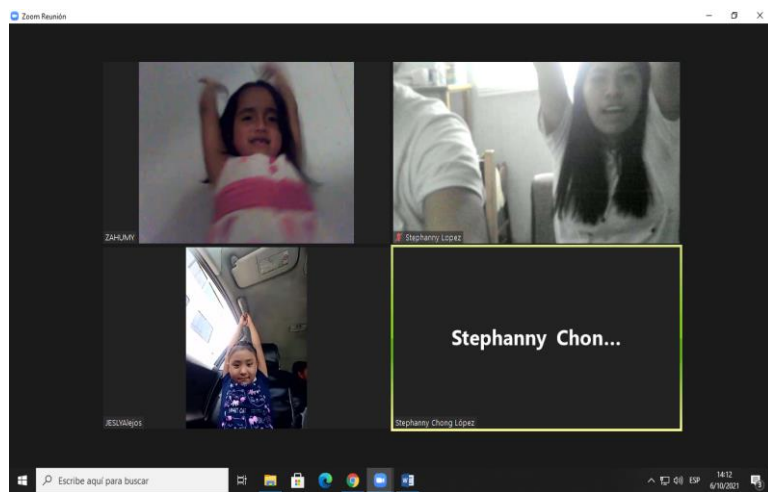 Zoom Reunión
ZAHUMY
Stephanny Lopez
Stephanny Chon...
JESLYAlejos
Stephanny Chong López
Escribe aquí para buscar
ESP
14:12
6/10/2021